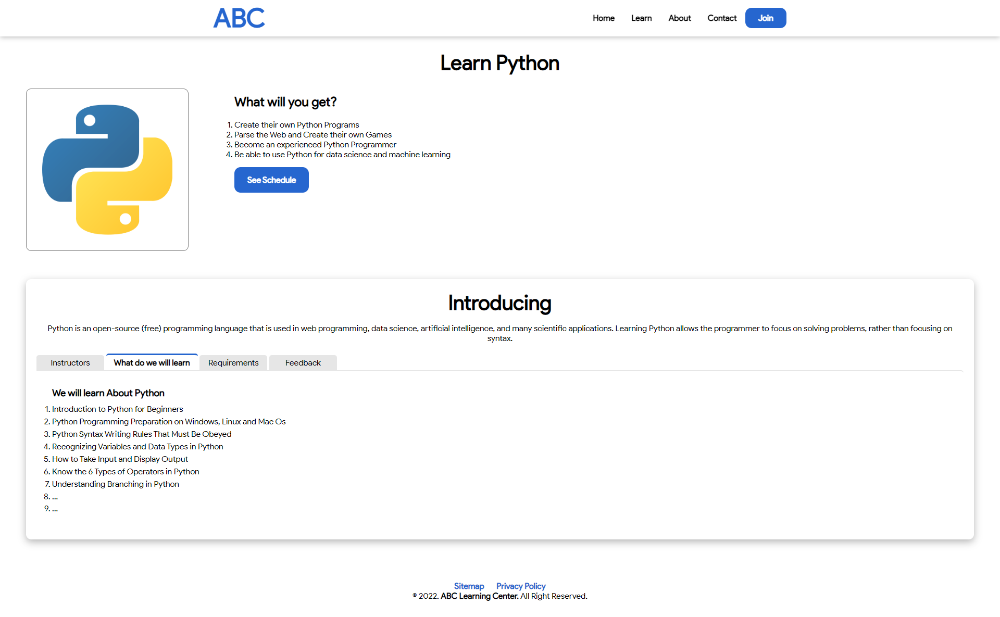 ABC
Home Learn About Contact Join
Learn Python
What will you get?
1. Create their own Python Programs
2. Parse the Web and Create their own Games
3. Become an experienced Python Programmer
4. Be able to use Python for data science and machine learning
See Schedule
Introducing
Python is an open-source (free) programming language that is used in web programming, data science, artificial intelligence, and many scientific applications. Learning Python allows the programmer to focus on solving problems, rather than focusing on
syntax.
Instructors What do we will learn Requirements Feedback
We will learn About Python
1. Introduction to Python for Beginners
2. Python Programming Preparation on Windows, Linux and Mac Os
3. Python Syntax Writing Rules That Must Be Obeyed
4. Recognizing Variables and Data Types in Python
5. How to Take Input and Display Output
6. Know the 6 Types of Operators in Python
7. Understanding Branching in Python
8. ...
9. ...
Sitemap Privacy Policy
© 2022. ABC Learning Center. All Right Reserved.